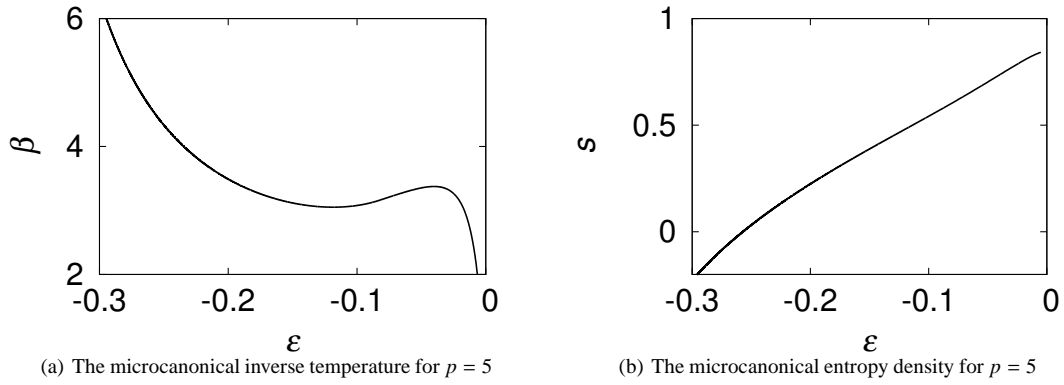 6
4
2
β
-0.3
-0.2
-0.1
0
ε
(a) The microcanonical inverse temperature for p = 5
1
0.5
0
s
-0.3
-0.2
-0.1
0
ε
(b) The microcanonical entropy density for p = 5